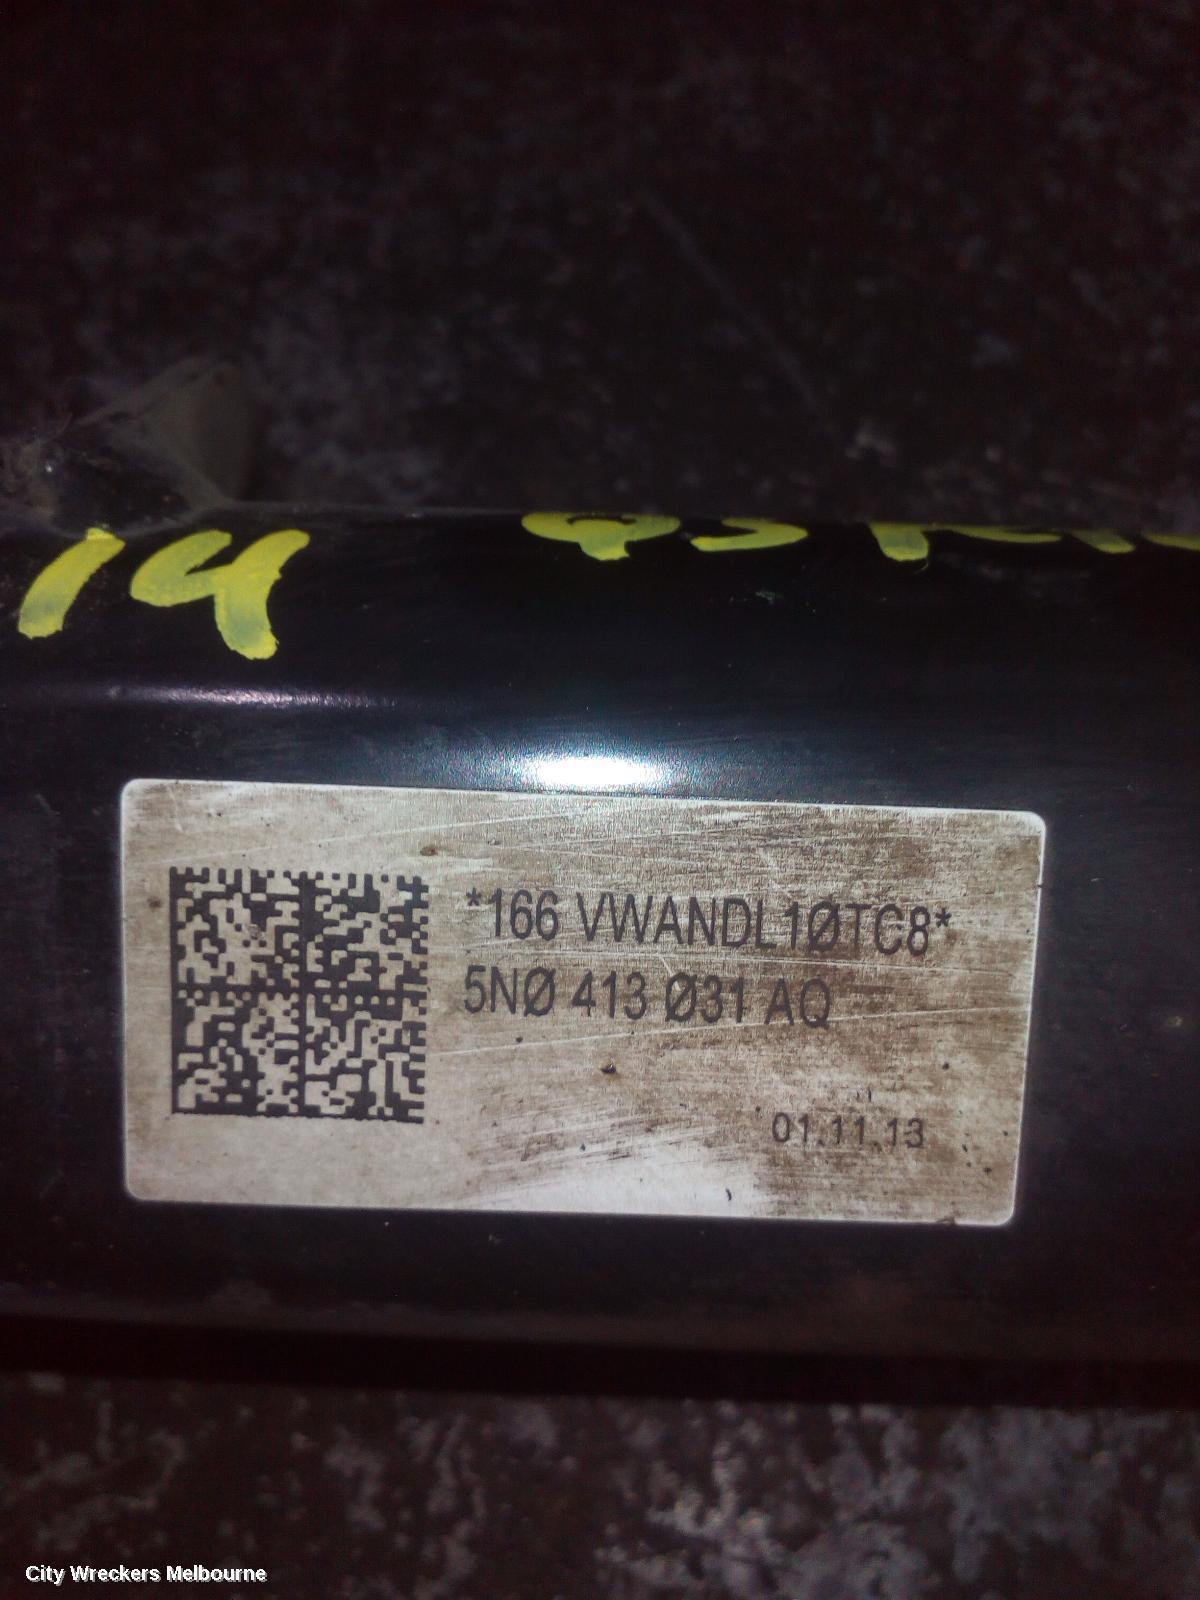 14
*166 VWANDL1ØTC8*
5NØ 413 Ø31 AQ
01.11.13
City Wreckers Melbourne